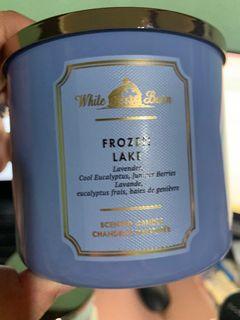 White Barn
FROZEN
LAKE
Lavender,
Cool Eucalyptus, Juniper Berries
Lavande,
eucalyptus frais, baies de genièvre
SCENTED CANDLE
CHANDELLE PARFUMÉE